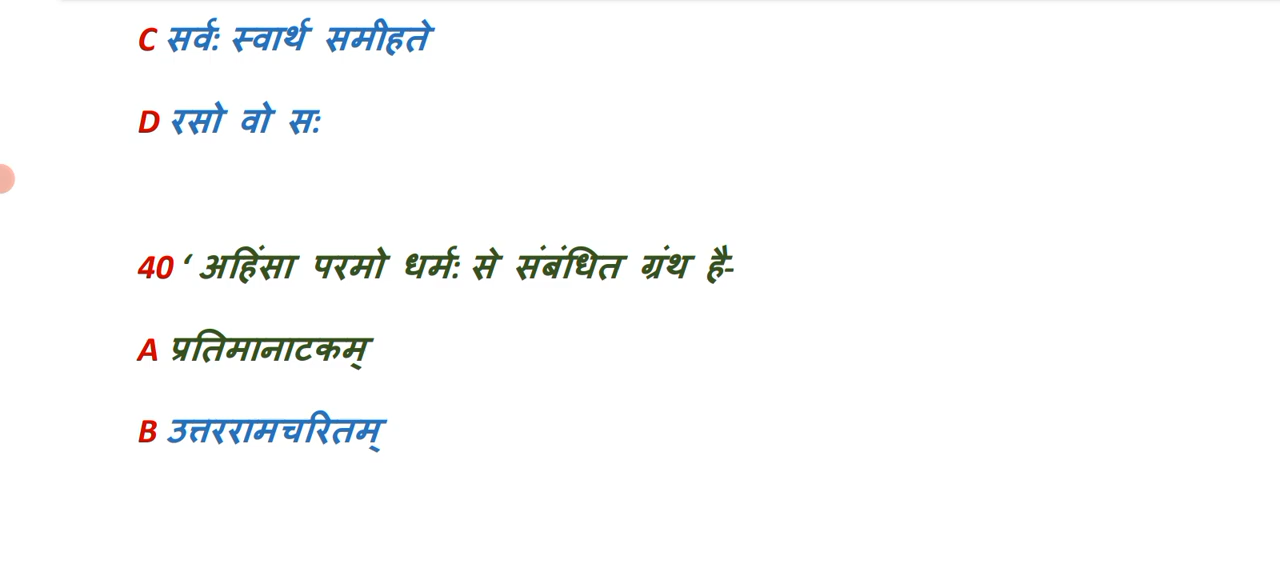 C सर्व: स्वार्थ समीहते
D रसो वो स:
40 ‘ अहिंसा परमो धर्म: से संबंधित ग्रंथ है-
A प्रतिमानाटकम्
B उत्तररामचरितम्